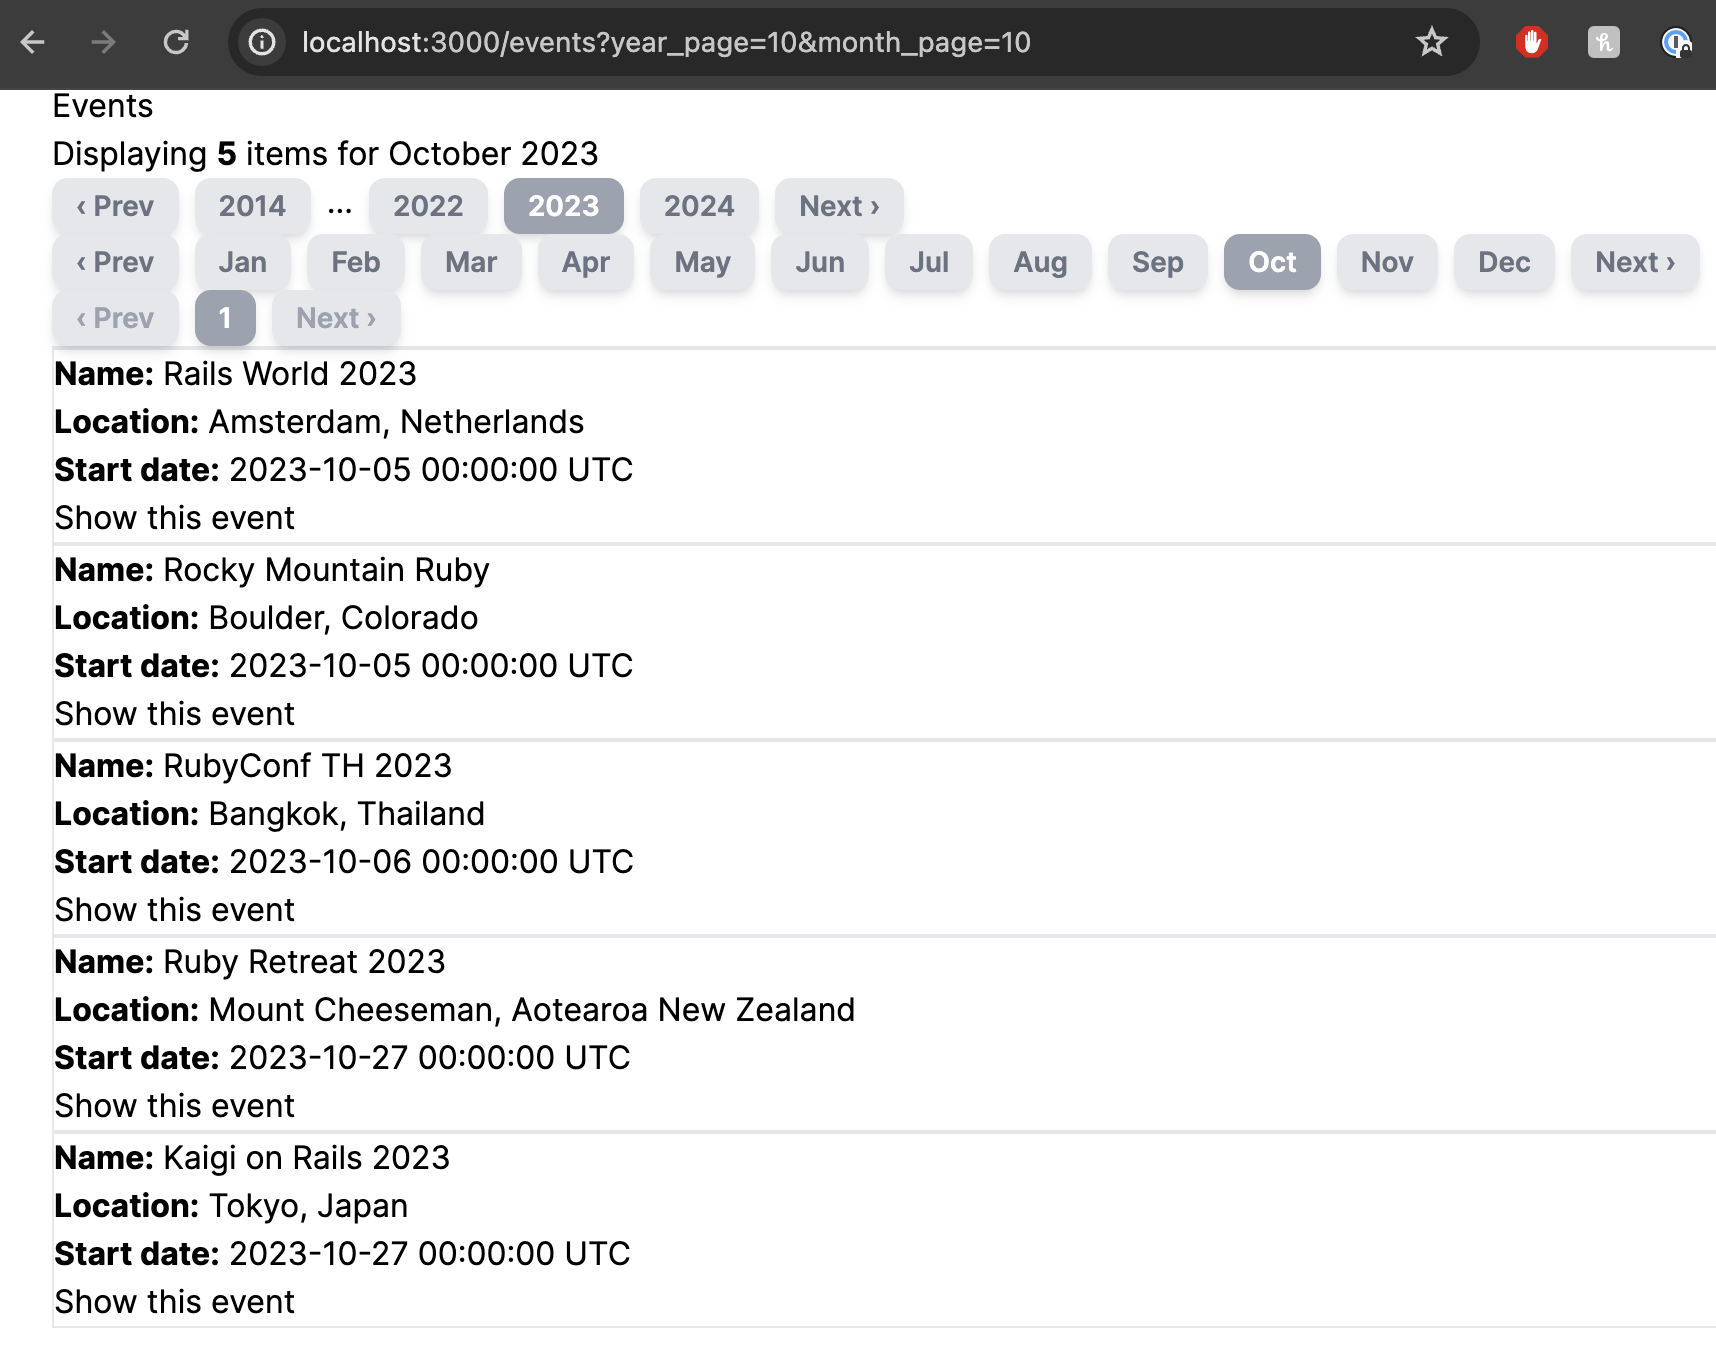 localhost:3000/events?year_page=10&month_page=10
Events
Displaying 5 items for October 2023
‹ Prev 2014 ... 2022 2023 2024 Next ›
‹ Prev Jan Feb Mar Apr May Jun Jul Aug Sep Oct Nov Dec Next ›
‹ Prev 1 Next ›
Name: Rails World 2023
Location: Amsterdam, Netherlands
Start date: 2023-10-05 00:00:00 UTC
Show this event
Name: Rocky Mountain Ruby
Location: Boulder, Colorado
Start date: 2023-10-05 00:00:00 UTC
Show this event
Name: RubyConf TH 2023
Location: Bangkok, Thailand
Start date: 2023-10-06 00:00:00 UTC
Show this event
Name: Ruby Retreat 2023
Location: Mount Cheeseman, Aotearoa New Zealand
Start date: 2023-10-27 00:00:00 UTC
Show this event
Name: Kaigi on Rails 2023
Location: Tokyo, Japan
Start date: 2023-10-27 00:00:00 UTC
Show this event